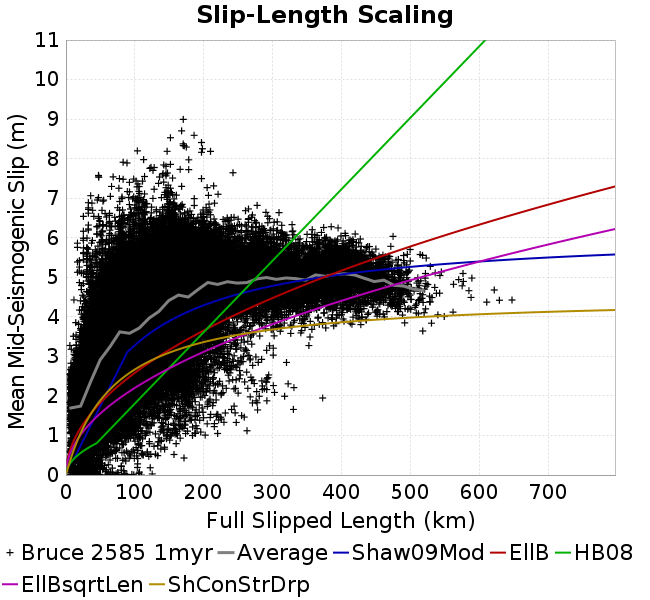 Slip-Length Scaling
Mean Mid-Seismogenic Slip (m)
11
10
9
8
7
6
5
4
3
2
1
0
0 100 200 300 400 500 600 700
Full Slipped Length (km)
Bruce 2585 1myr Average Shaw09Mod EllB HB08
EllBsqrtLen ShConStrDrp